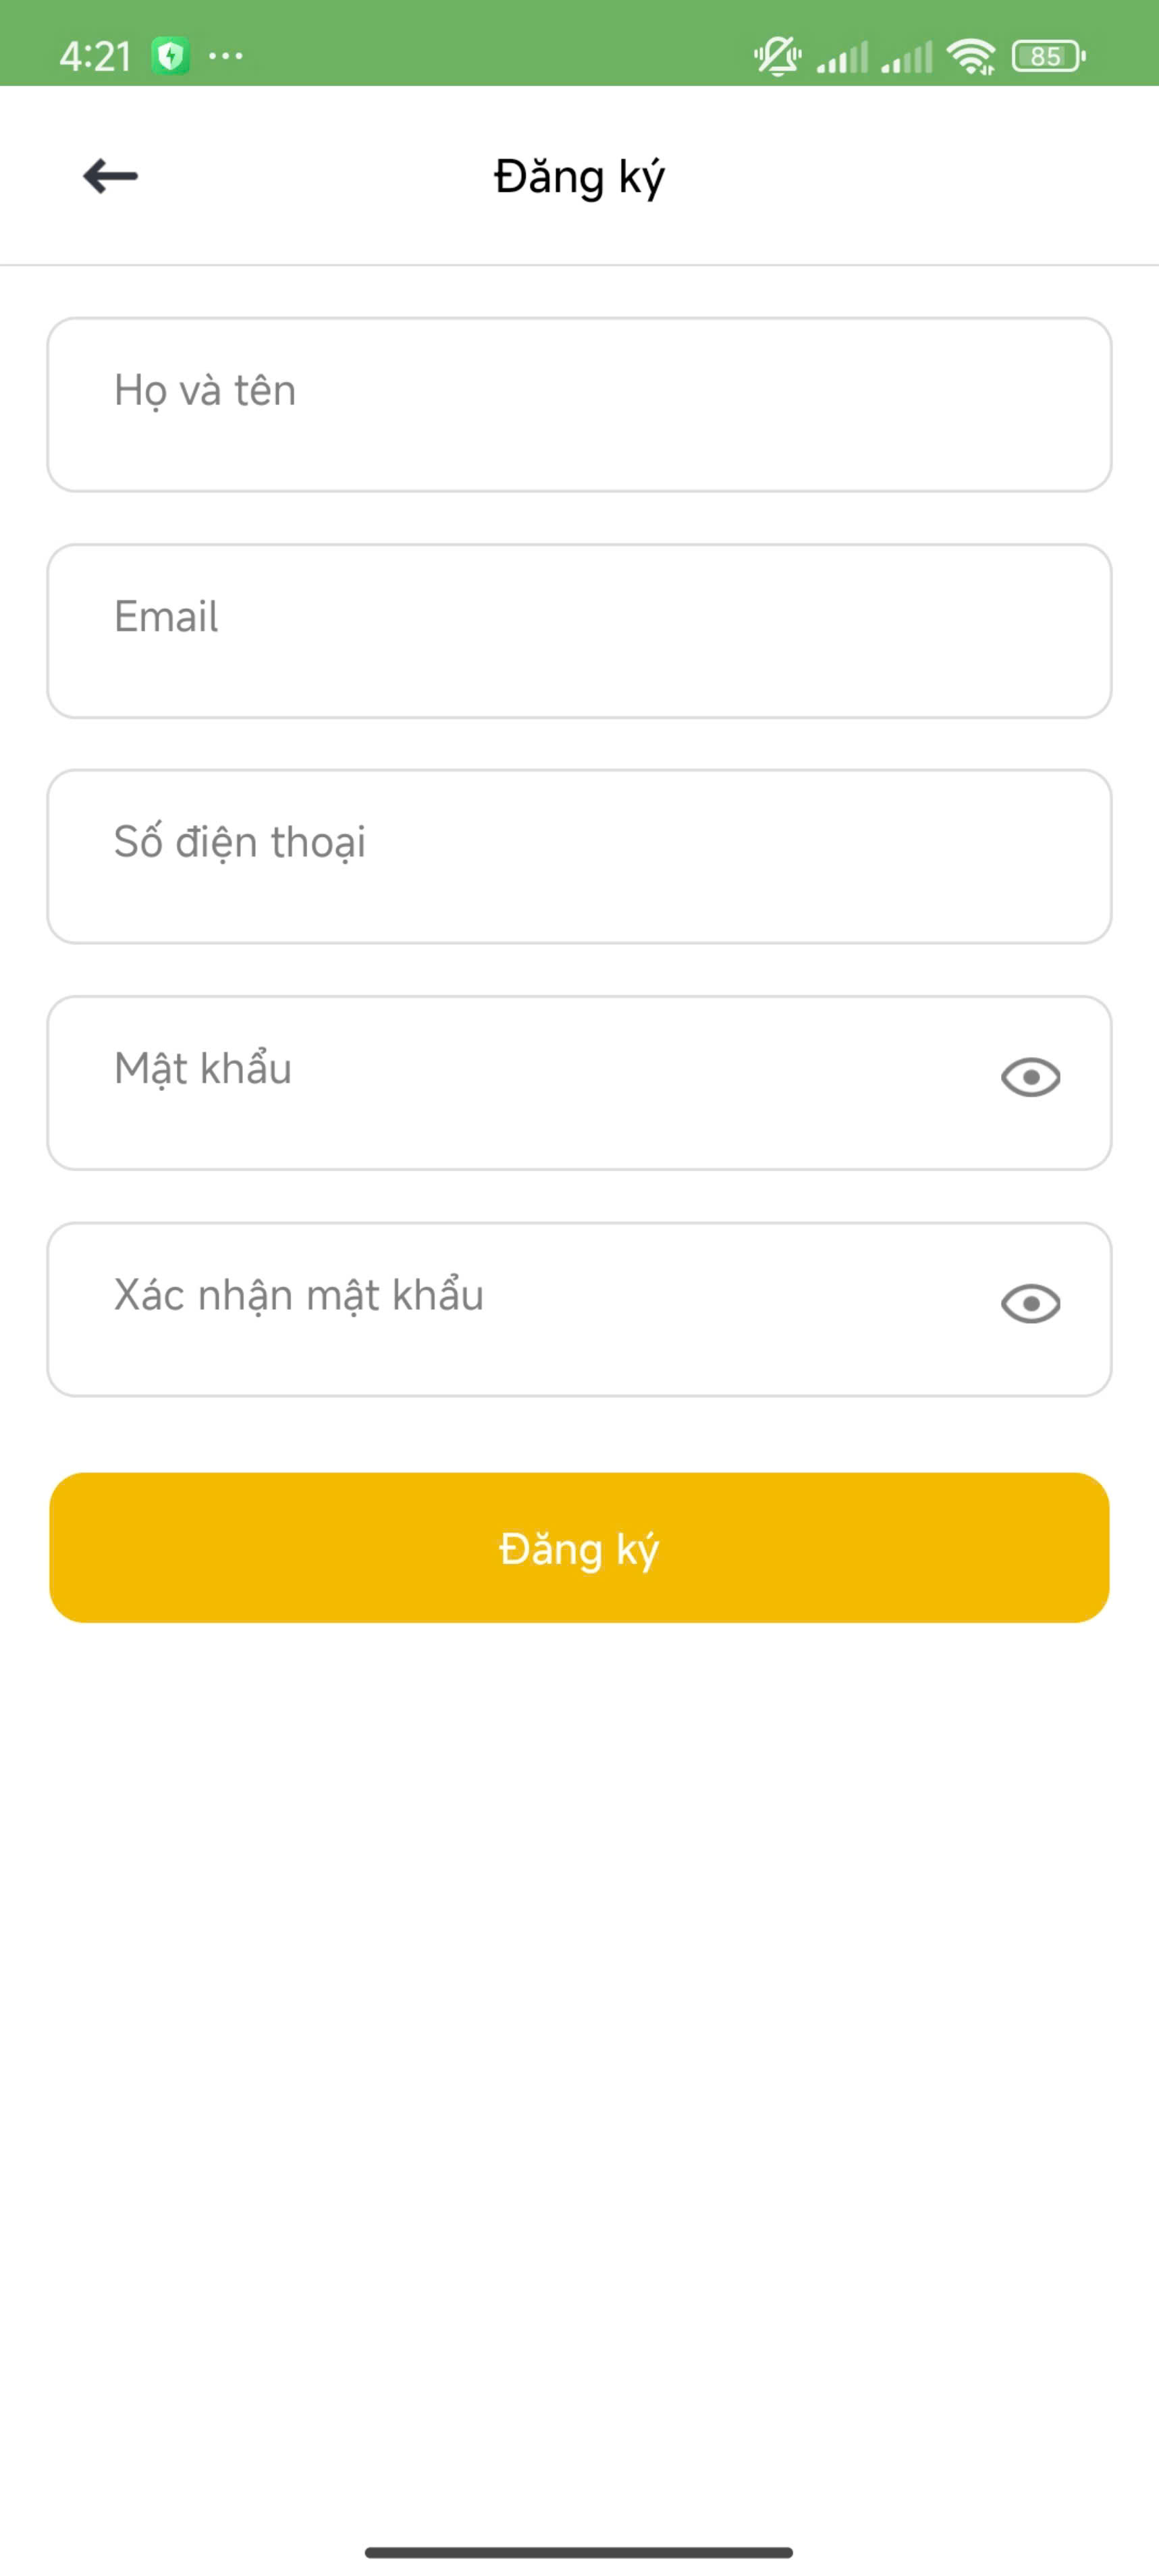 4:21
85
Đăng ký
Họ và tên
Email
Số điện thoại
Mật khẩu
Xác nhận mật khẩu
Đăng ký